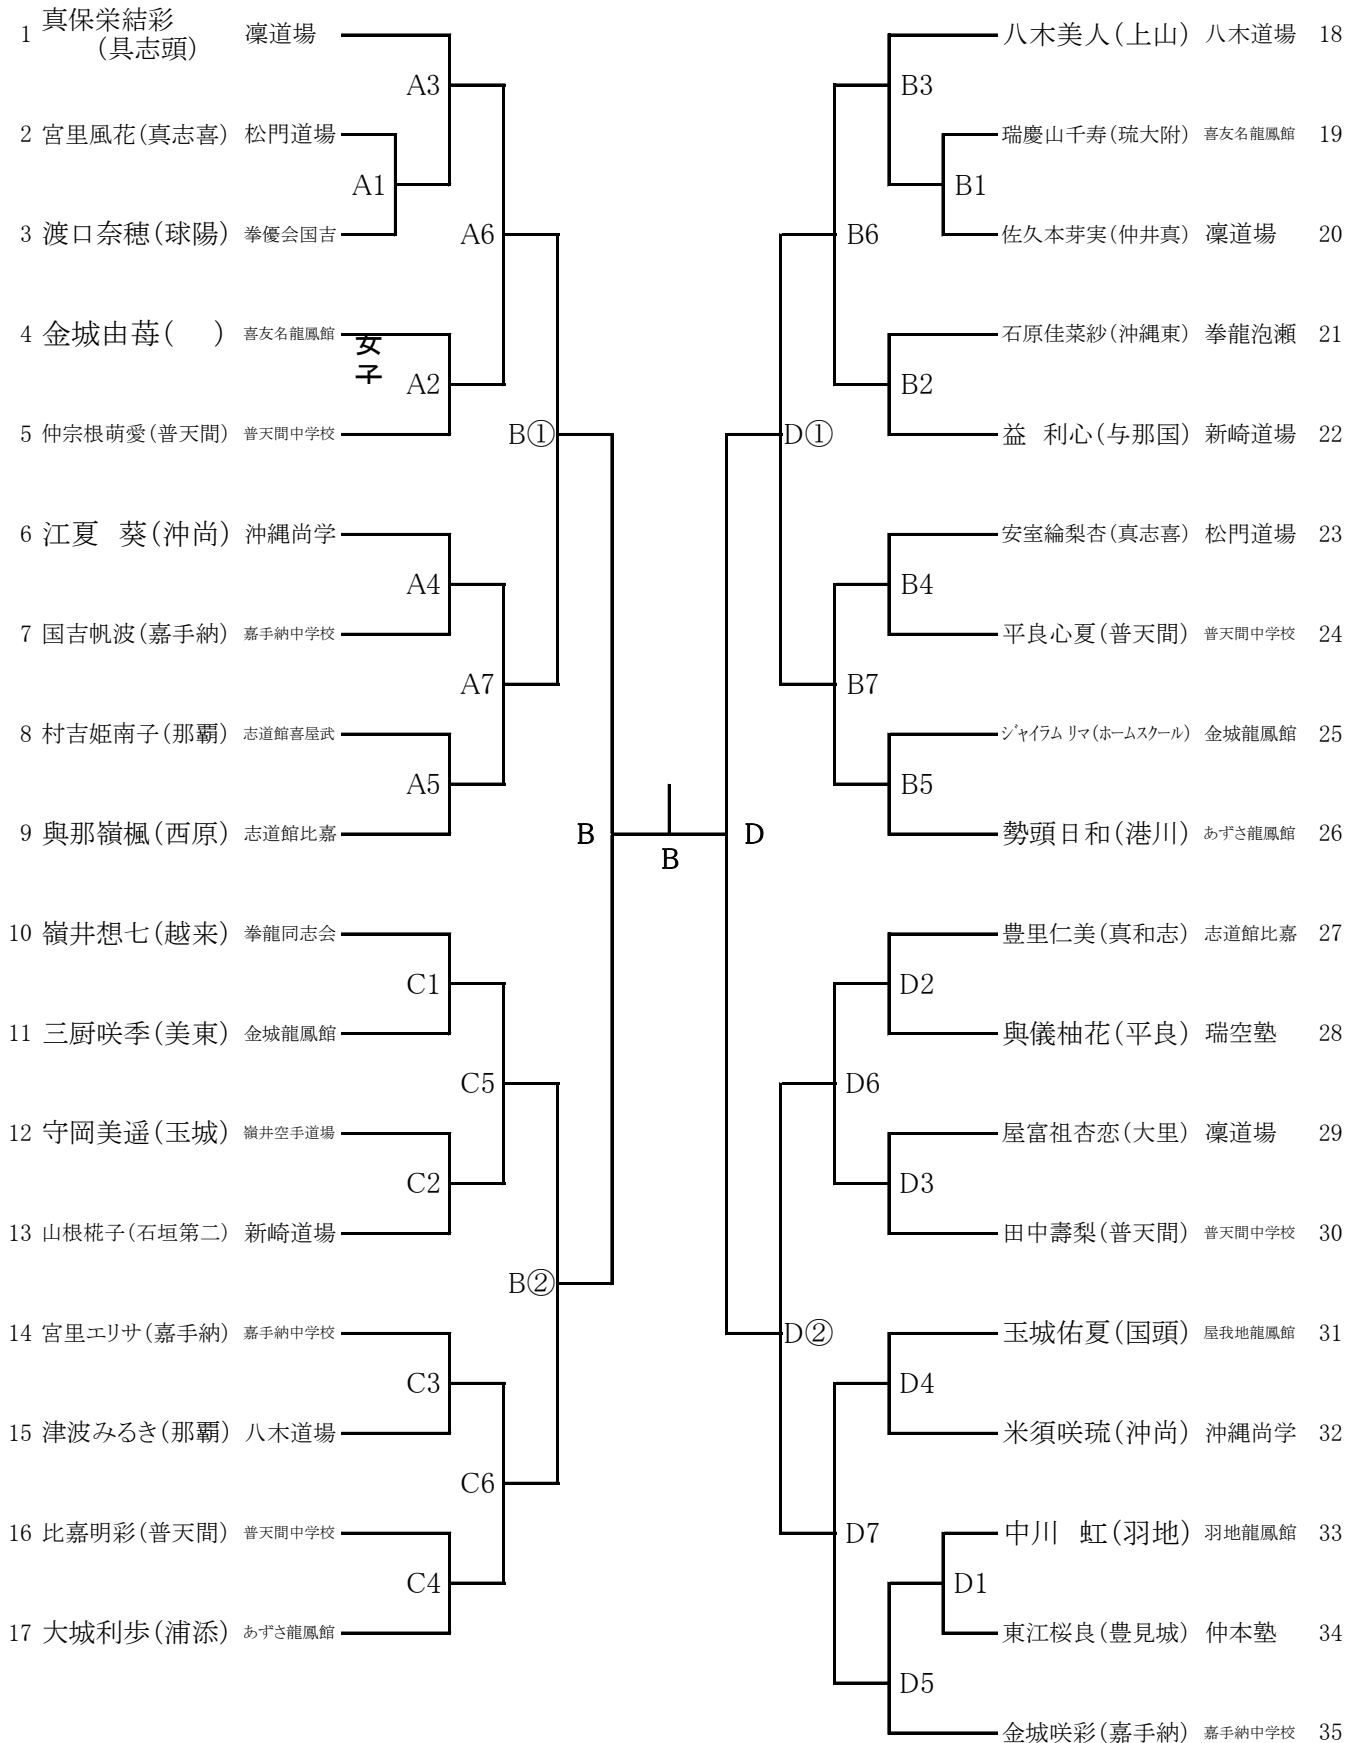 1 真保栄結彩
(具志頭) 凜道場
A3
2 宮里風花(真志喜) 松門道場
A1
3 渡口奈穂(球陽) 拳優会国吉
A6
4 金城由苺( ) 喜友名龍鳳館
女子
A2
5 仲宗根萌愛(普天間) 普天間中学校
B①
6 江夏 葵(沖尚) 沖縄尚学
A4
7 国吉帆波(嘉手納) 嘉手納中学校
A7
8 村吉姫南子(那覇) 志道館喜屋武
A5
9 與那嶺楓(西原) 志道館比嘉
B
B
D
10 嶺井想七(越来) 拳龍同志会
C1
11 三厨咲季(美東) 金城龍鳳館
C5
12 守岡美遥(玉城) 嶺井空手道場
C2
13 山根椛子(石垣第二) 新崎道場
B②
14 宮里エリサ(嘉手納) 嘉手納中学校
C3
15 津波みるき(那覇) 八木道場
C6
16 比嘉明彩(普天間) 普天間中学校
C4
17 大城利歩(浦添) あずさ龍鳳館
八木美人(上山) 八木道場 18
B3
瑞慶山千寿(琉大附) 喜友名龍鳳館 19
B1
佐久本芽実(仲井真) 凜道場 20
B6
石原佳菜紗(沖縄東) 拳龍泡瀬 21
B2
益 利心(与那国) 新崎道場 22
D①
安室綸梨杏(真志喜) 松門道場 23
B4
平良心夏(普天間) 普天間中学校 24
B7
ジャイラム リマ(ホームスクール) 金城龍鳳館 25
B5
勢頭日和(港川) あずさ龍鳳館 26
豊里仁美(真和志) 志道館比嘉 27
D2
與儀柚花(平良) 瑞空塾 28
D6
屋富祖杏恋(大里) 凜道場 29
D3
田中壽梨(普天間) 普天間中学校 30
D②
玉城佑夏(国頭) 屋我地龍鳳館 31
D4
米須咲琉(沖尚) 沖縄尚学 32
D7
中川 虹(羽地) 羽地龍鳳館 33
D1
東江桜良(豊見城) 仲本塾 34
D5
金城咲彩(嘉手納) 嘉手納中学校 35